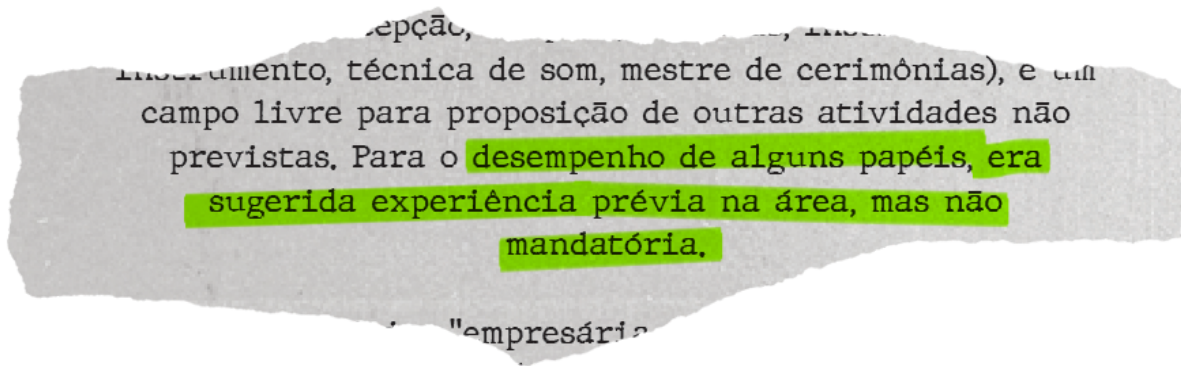 técnica de som, mestre de cerimônias), e um
campo livre para proposição de outras atividades não
previstas. Para o desempenho de alguns papéis, era
sugerida experiência prévia na área, mas não
mandatória.
"empresária